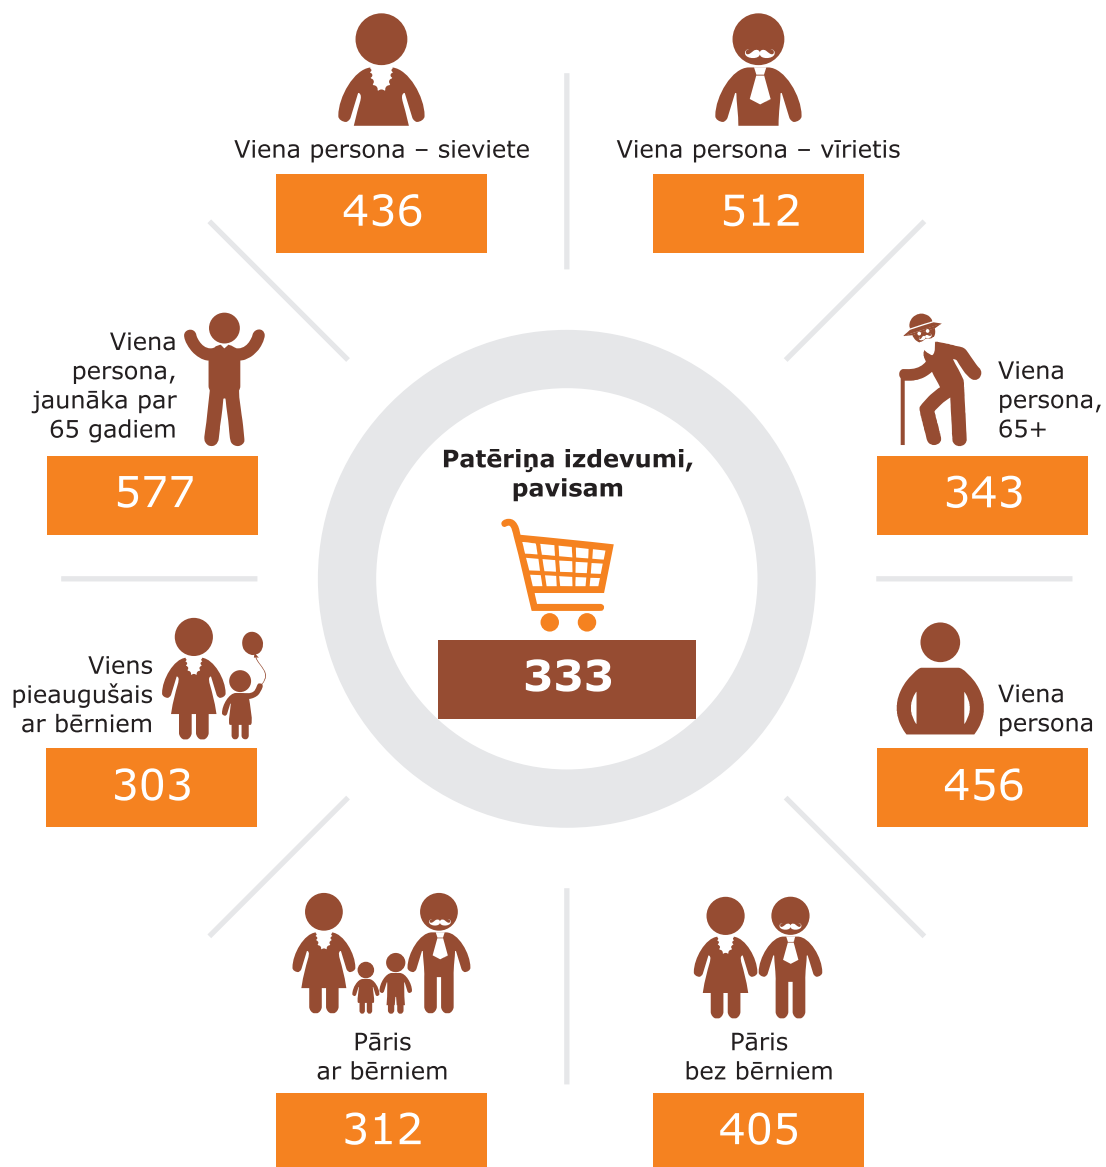 Viena persona – sieviete
436
Viena persona – vīrietis
512
Viena
persona,
jaunāka par
65 gadiem
577
Viena
persona,
65+
343
Patēriņa izdevumi,
pavisam
333
Viens
pieaugušais
ar bērniem
303
Viena
persona
456
Pāris
ar bērniem
312
Pāris
bez bērniem
405